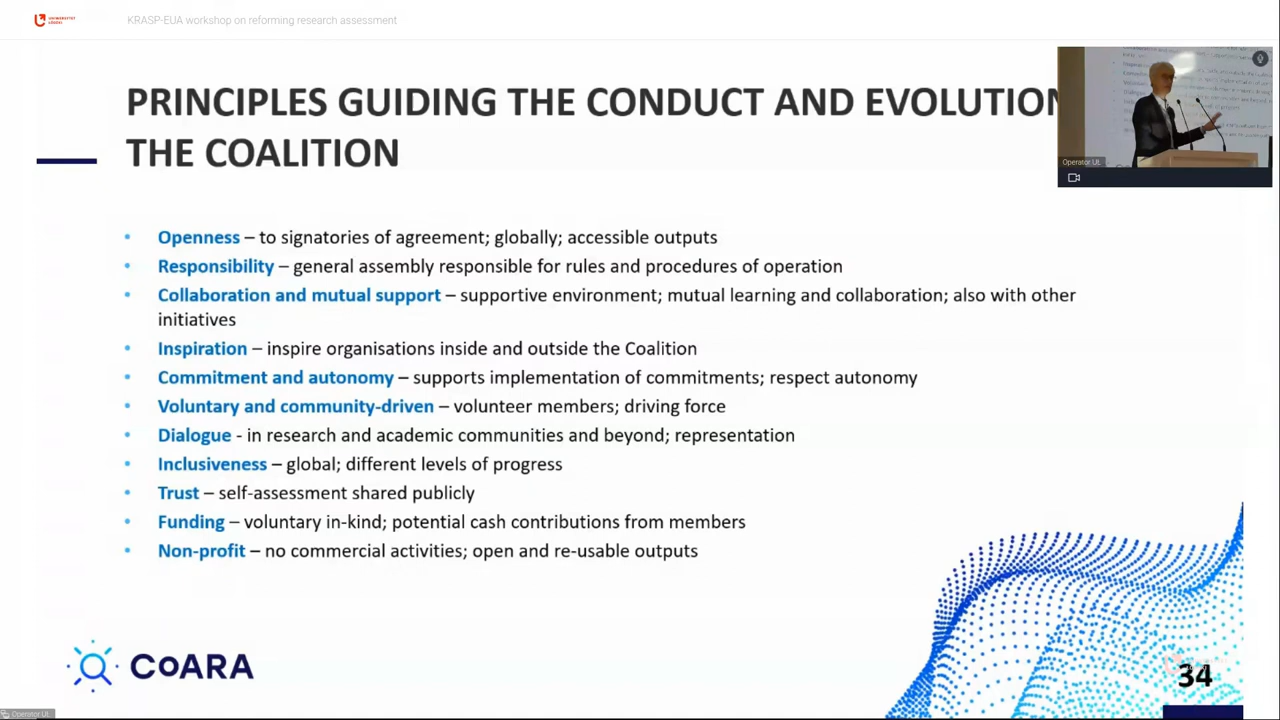 UNIWERSYTET
ŁÓDZKI
KRASP-EUA workshop on reforming research assessment
PRINCIPLES GUIDING THE CONDUCT AND EVOLUTION
THE COALITION
Operator UŁ
• Openness – to signatories of agreement; globally; accessible outputs
• Responsibility – general assembly responsible for rules and procedures of operation
• Collaboration and mutual support – supportive environment; mutual learning and collaboration; also with other
initiatives
• Inspiration – inspire organisations inside and outside the Coalition
• Commitment and autonomy – supports implementation of commitments; respect autonomy
• Voluntary and community-driven – volunteer members; driving force
• Dialogue - in research and academic communities and beyond; representation
• Inclusiveness – global; different levels of progress
• Trust – self-assessment shared publicly
• Funding – voluntary in-kind; potential cash contributions from members
• Non-profit – no commercial activities; open and re-usable outputs
CoARA
34
Operator UŁ